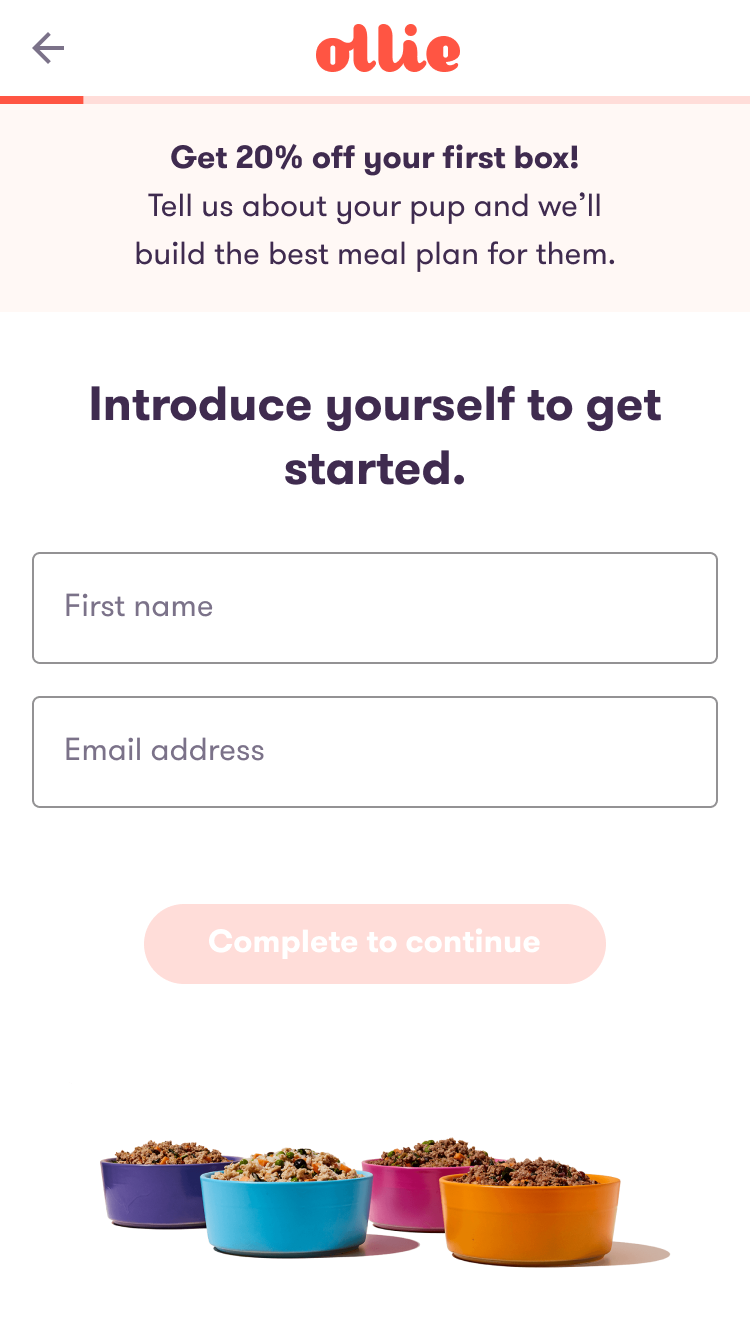 ollie
Get 20% off your first box!
Tell us about your pup and we’ll
build the best meal plan for them.
Introduce yourself to get
started.
First name
Email address
Complete to continue